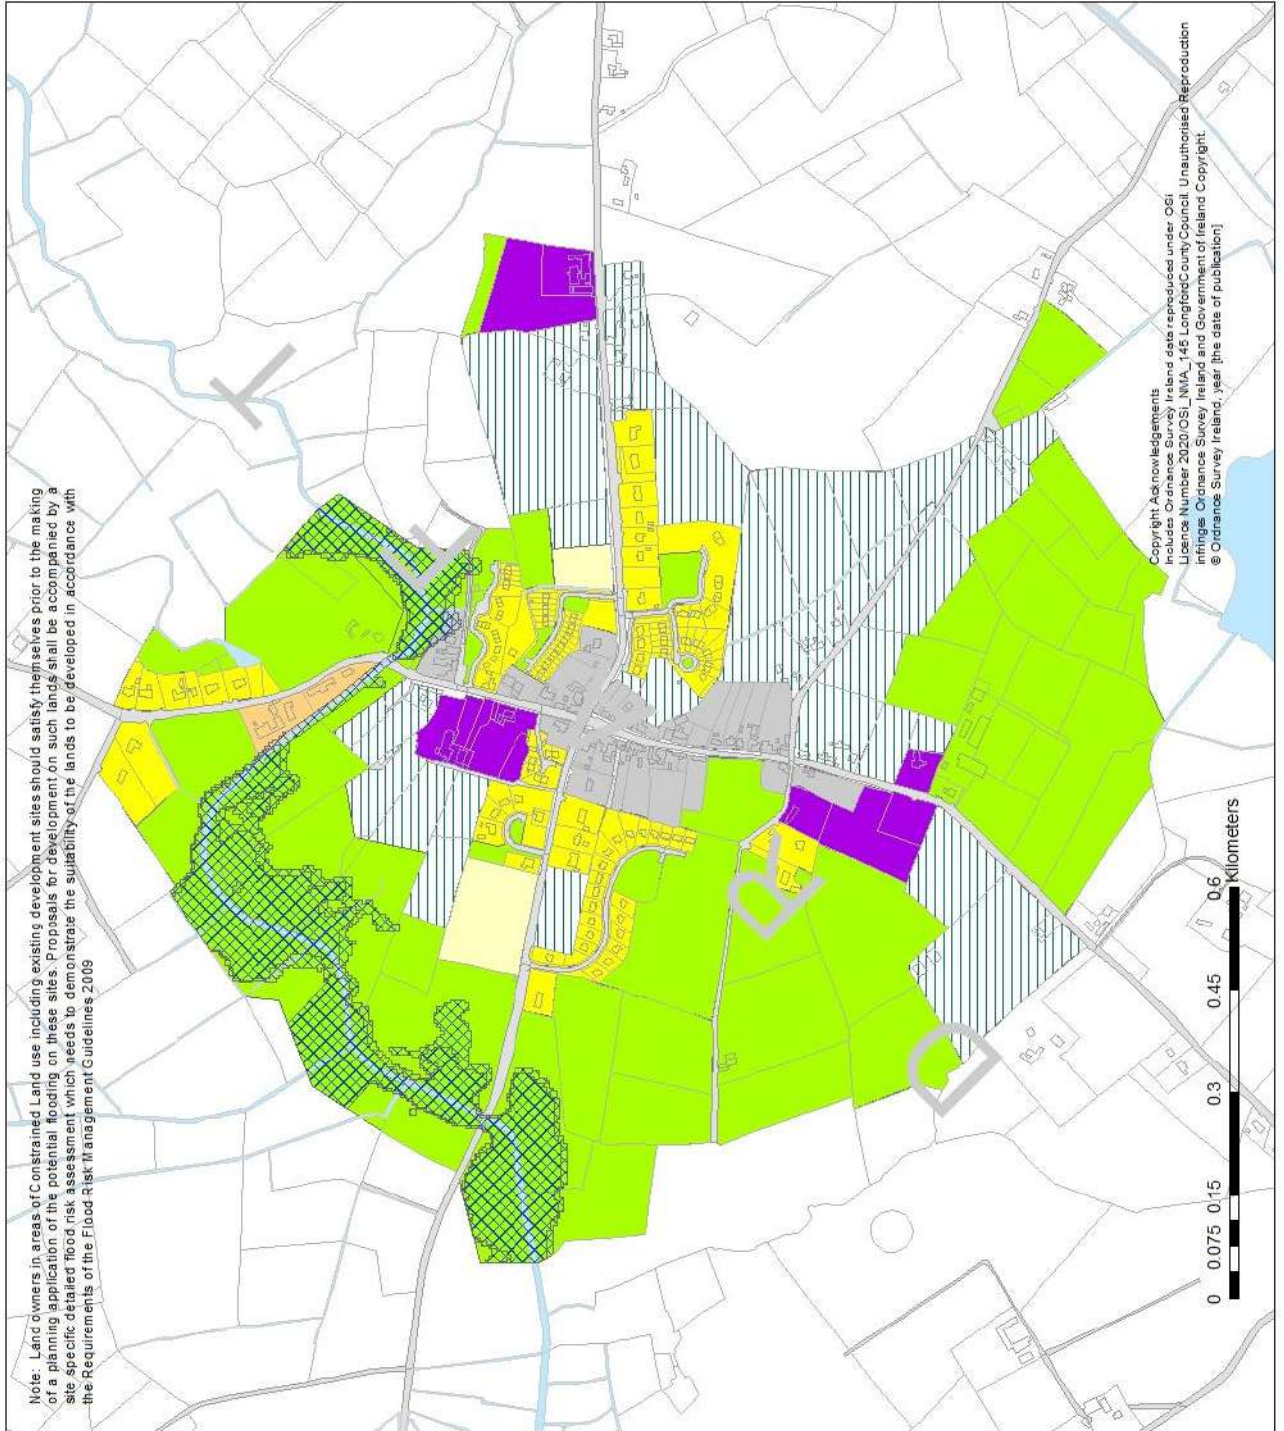 Note: Land owners in areas of Constrained Land use including existing development sites should satisfy themselves prior to the making
of a planning application of the potential flooding on these sites. Proposals for development on such lands shall be accompanied by a
site specific detailed flood risk assessment which needs to demonstrate the suitability of the lands to be developed in accordance with
the Requirements of the Flood Risk Management Guidelines 2009
DRAFT
Copyright Acknowledgements
Includes Ordnance Survey Ireland data reproduced under OSi
Licence Number 2020/OSi_NMA_145 Longford County Council. Unauthorised Reproduction
infringes Ordnance Survey Ireland and Government of Ireland Copyright.
© Ordnance Survey Ireland, year [the date of publication]
0 0.075 0.15 0.3 0.45 0.6
Kilometers